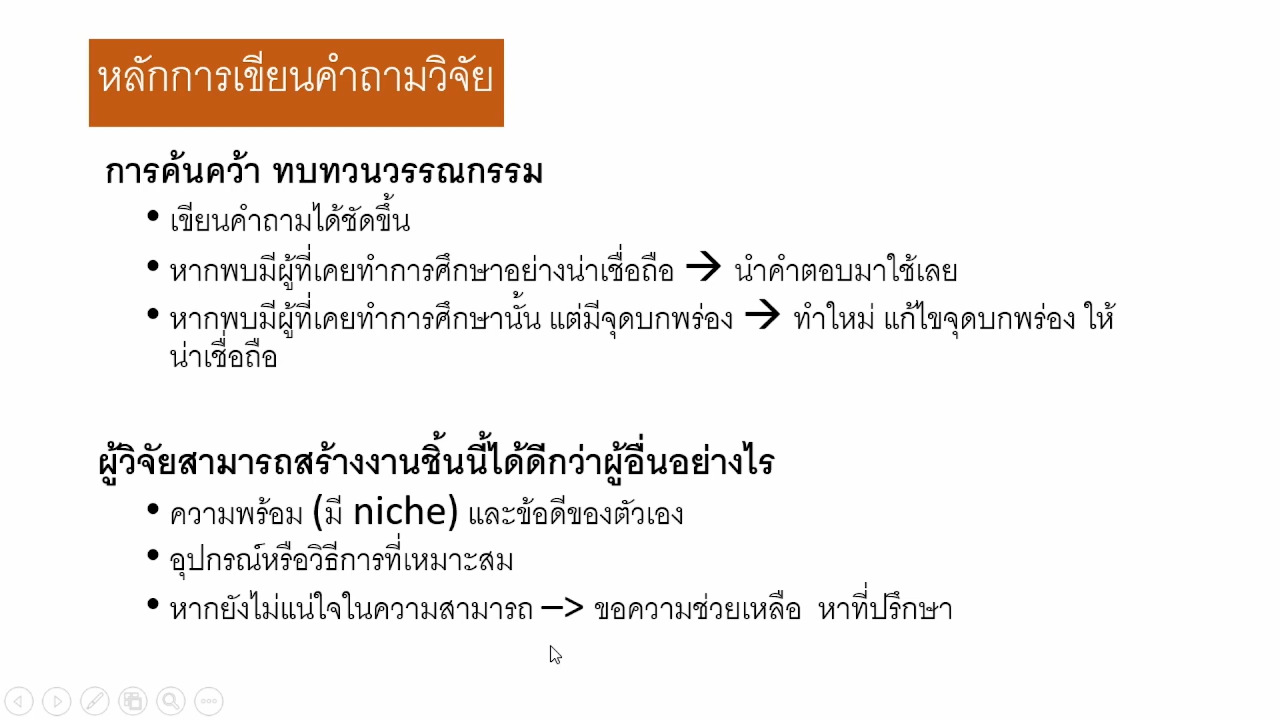 หลักการเขียนคำถามวิจัย
การค้นคว้า ทบทวนวรรณกรรม
• เขียนคำถามได้ชัดขึ้น
• หากพบมีผู้ที่เคยทำการศึกษาอย่างน่าเชื่อถือ → นำคำตอบมาใช้เลย
• หากพบมีผู้ที่เคยทำการศึกษานั้น แต่มีจุดบกพร่อง → ทำใหม่ แก้ไขจุดบกพร่อง ให้
น่าเชื่อถือ
ผู้วิจัยสามารถสร้างงานชิ้นนี้ได้ดีกว่าผู้อื่นอย่างไร
• ความพร้อม (มี niche) และข้อดีของตัวเอง
• อุปกรณ์หรือวิธีการที่เหมาะสม
• หากยังไม่แน่ใจในความสามารถ –> ขอความช่วยเหลือ หาที่ปรึกษา